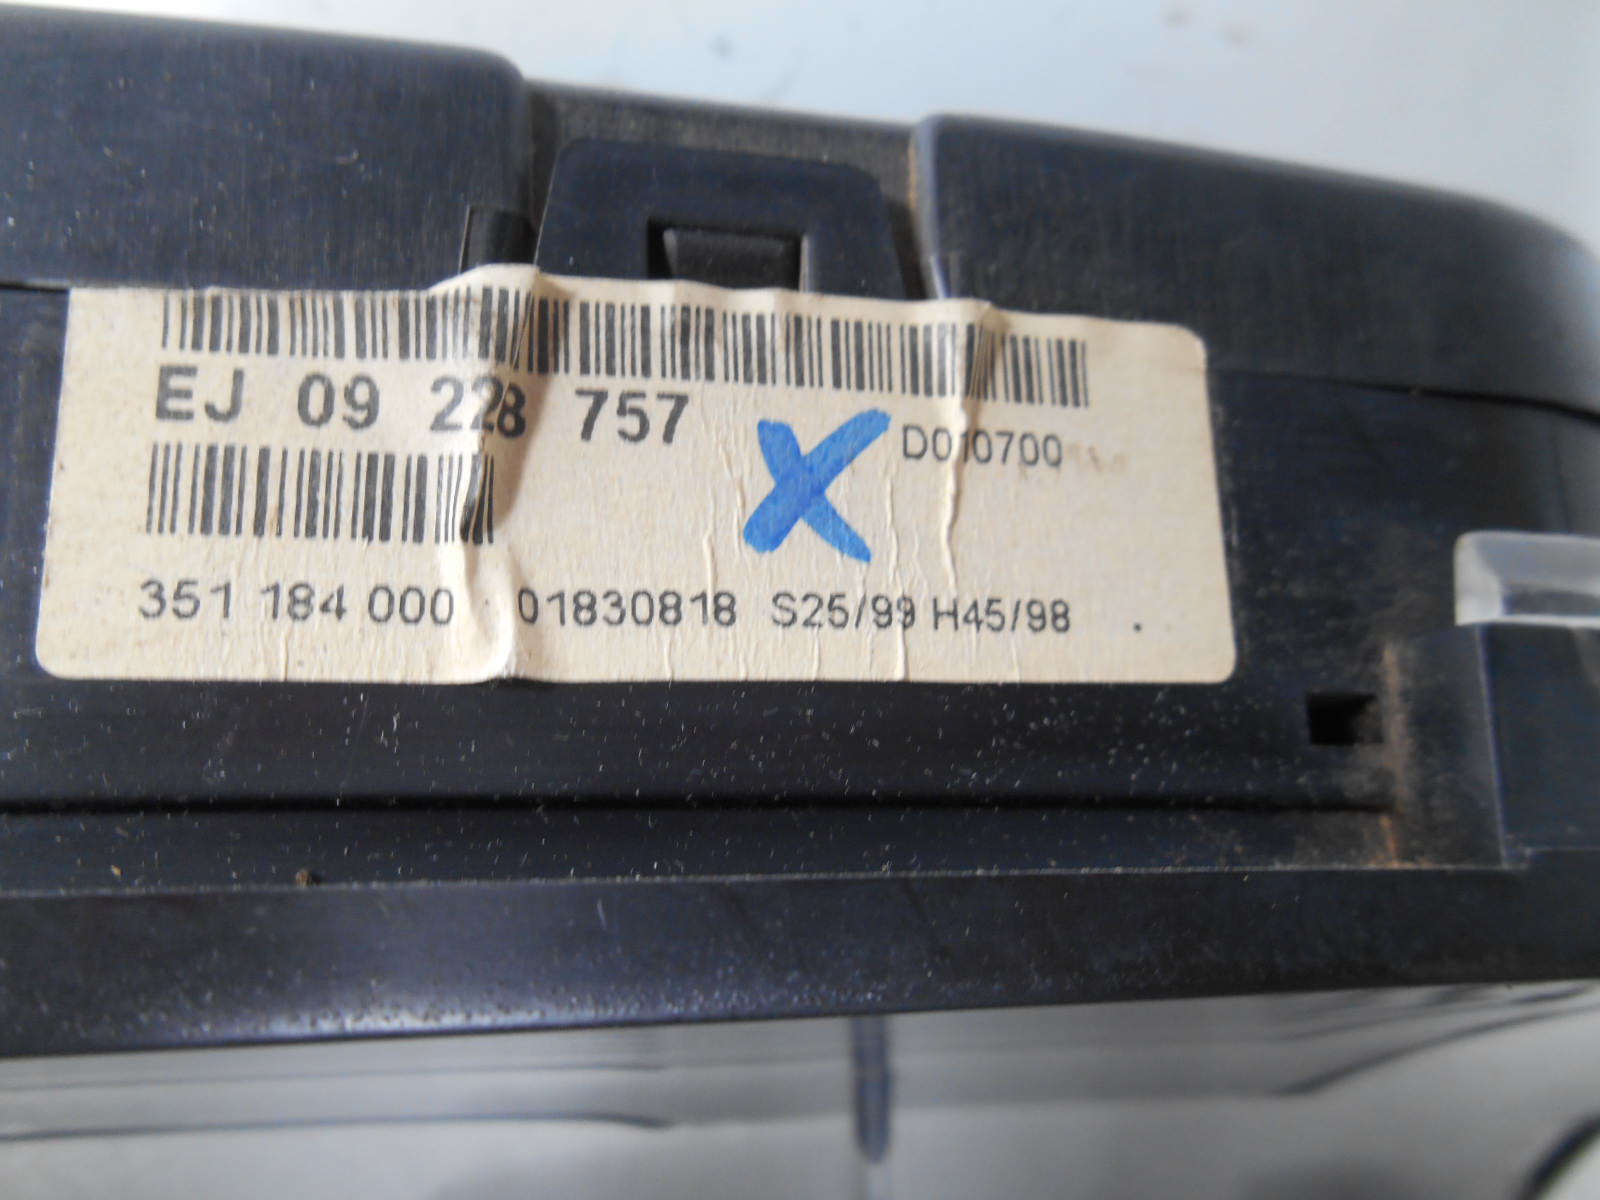 EJ 09 228 757
D010700
351 184 000 01830818 S25/99 H45/98 .